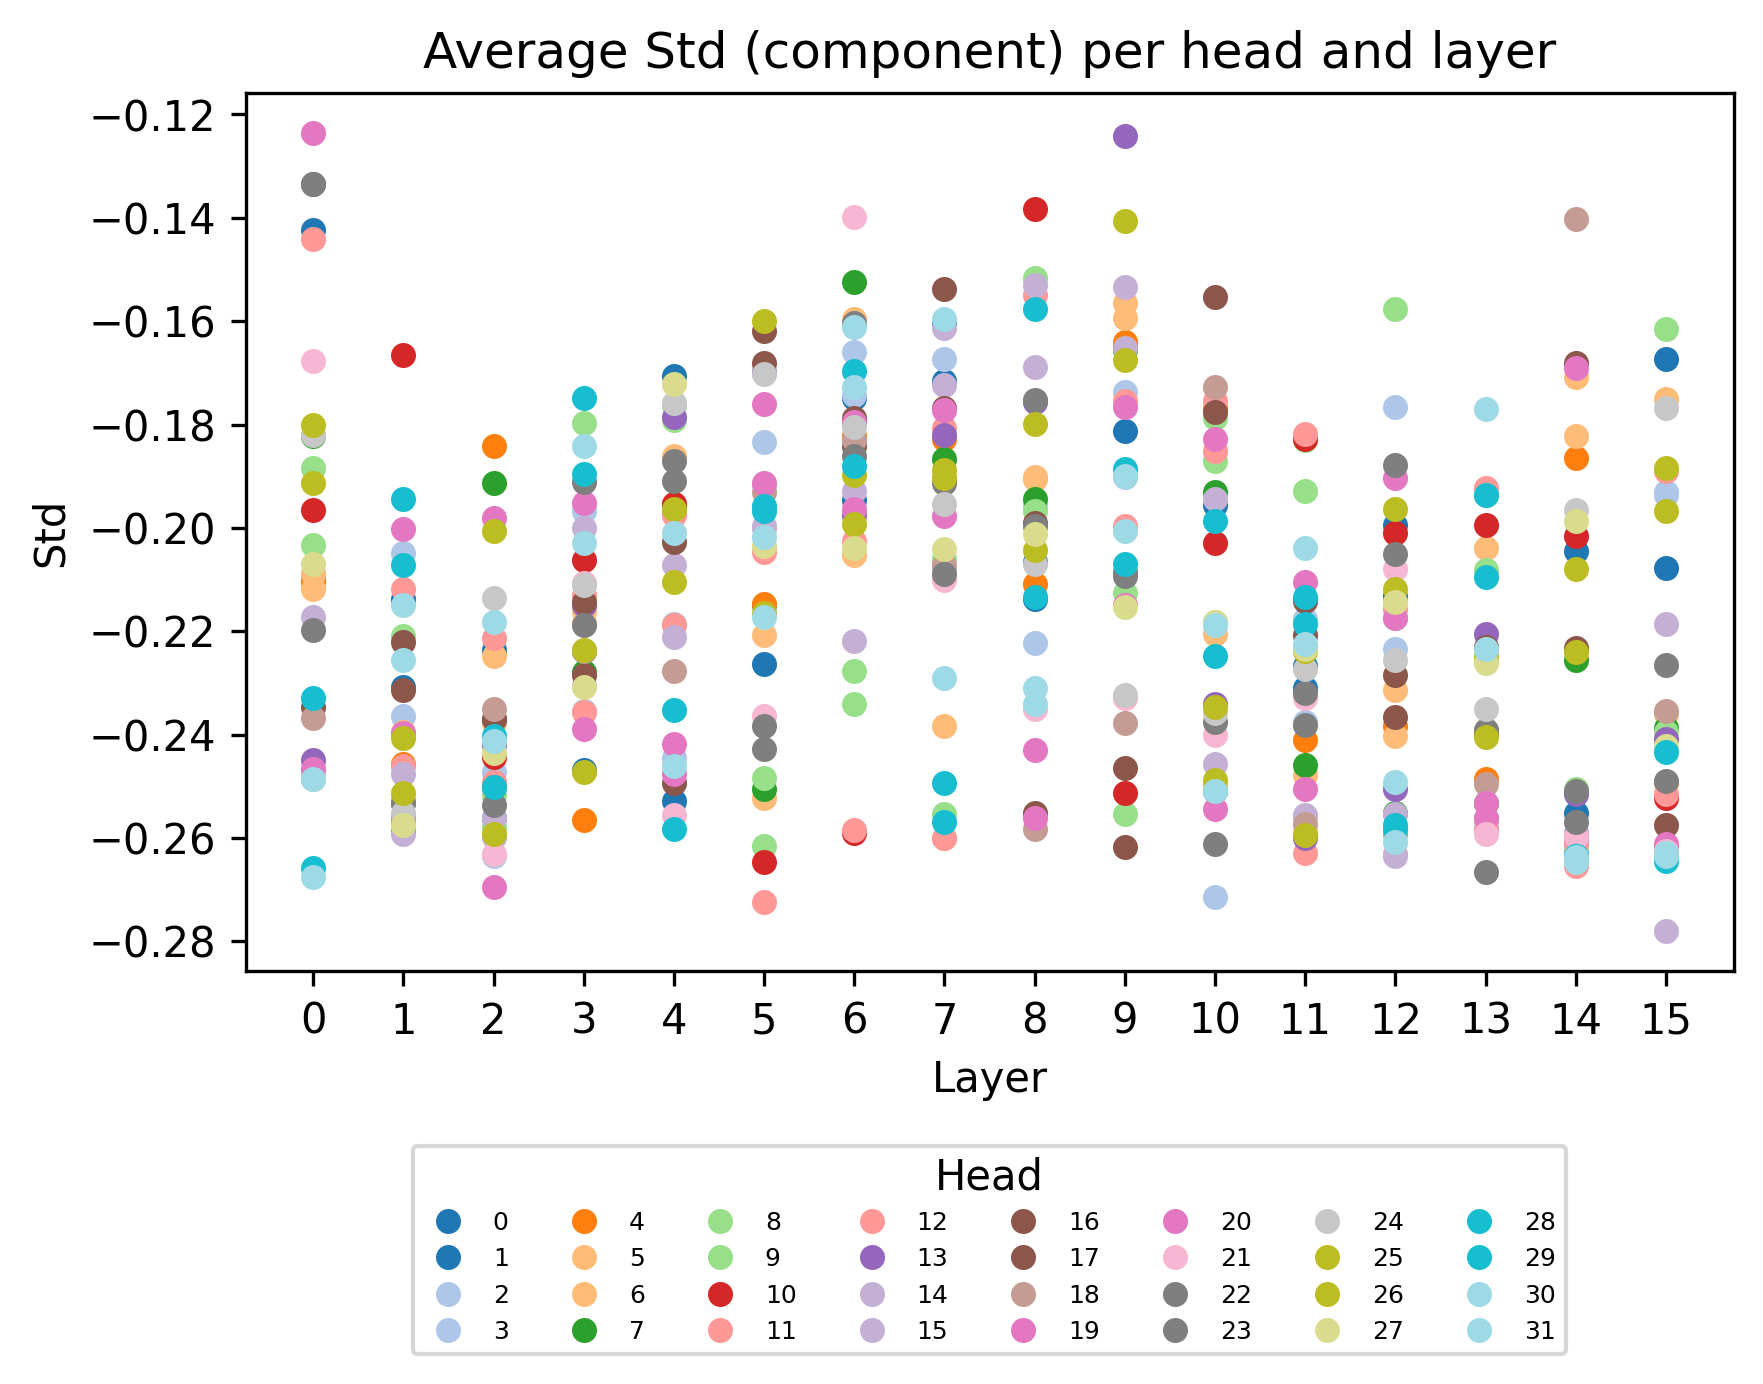 Average Std (component) per head and layer
−0.12
−0.14
−0.16
−0.18
−0.20
−0.22
−0.24
−0.26
−0.28
Std
0 1 2 3 4 5 6 7 8 9 10 11 12 13 14 15
Layer
Head
0 4 8 12 16 20 24 28
1 5 9 13 17 21 25 29
2 6 10 14 18 22 26 30
3 7 11 15 19 23 27 31